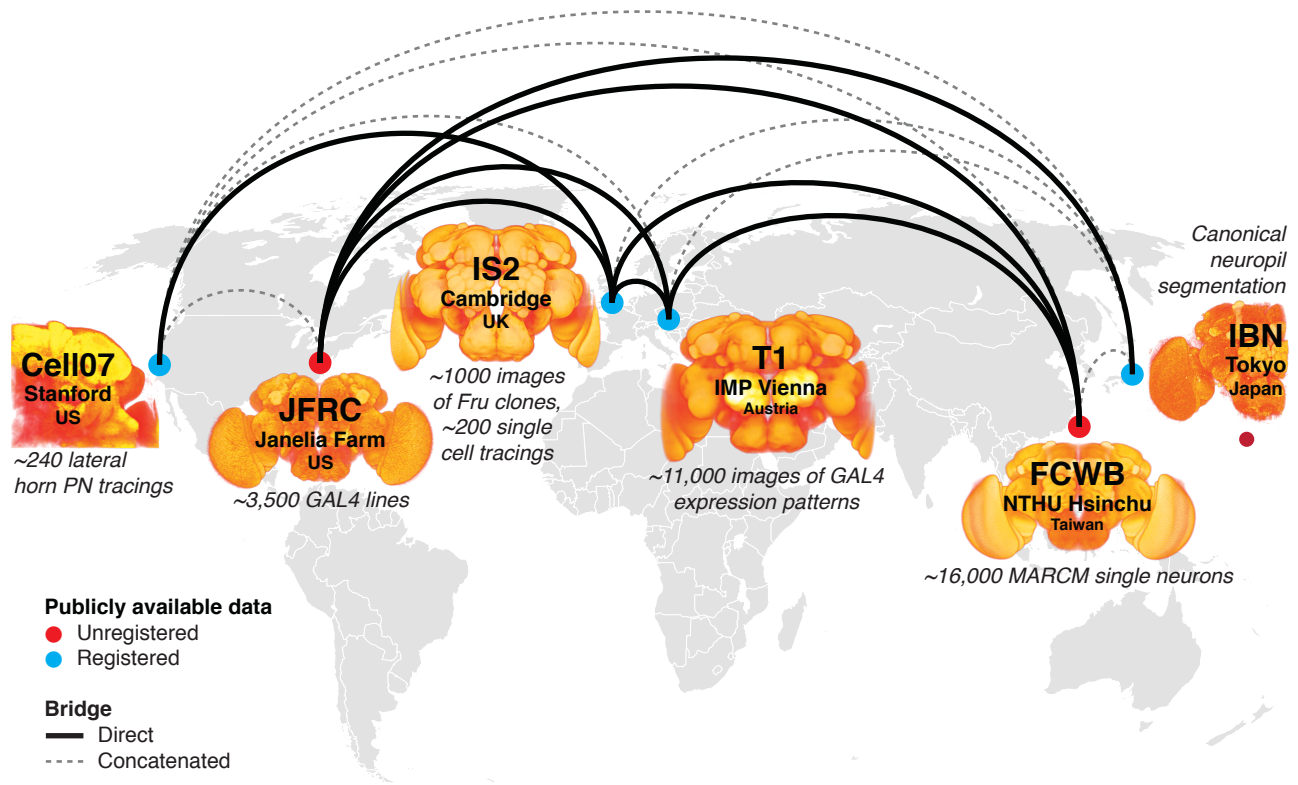 Canonical
neuropil
segmentation
IS2
Cambridge
UK
~1000 images
of Fru clones,
~200 single
cell tracings
Cell07
Stanford
US
~240 lateral
horn PN tracings
JFRC
Janelia Farm
US
~3,500 GAL4 lines
T1
IMP Vienna
Austria
~11,000 images of GAL4
expression patterns
IBN
Tokyo
Japan
FCWB
NTHU Hsinchu
Taiwan
~16,000 MARCM single neurons
Publicly available data
Unregistered
Registered
Bridge
Direct
Concatenated